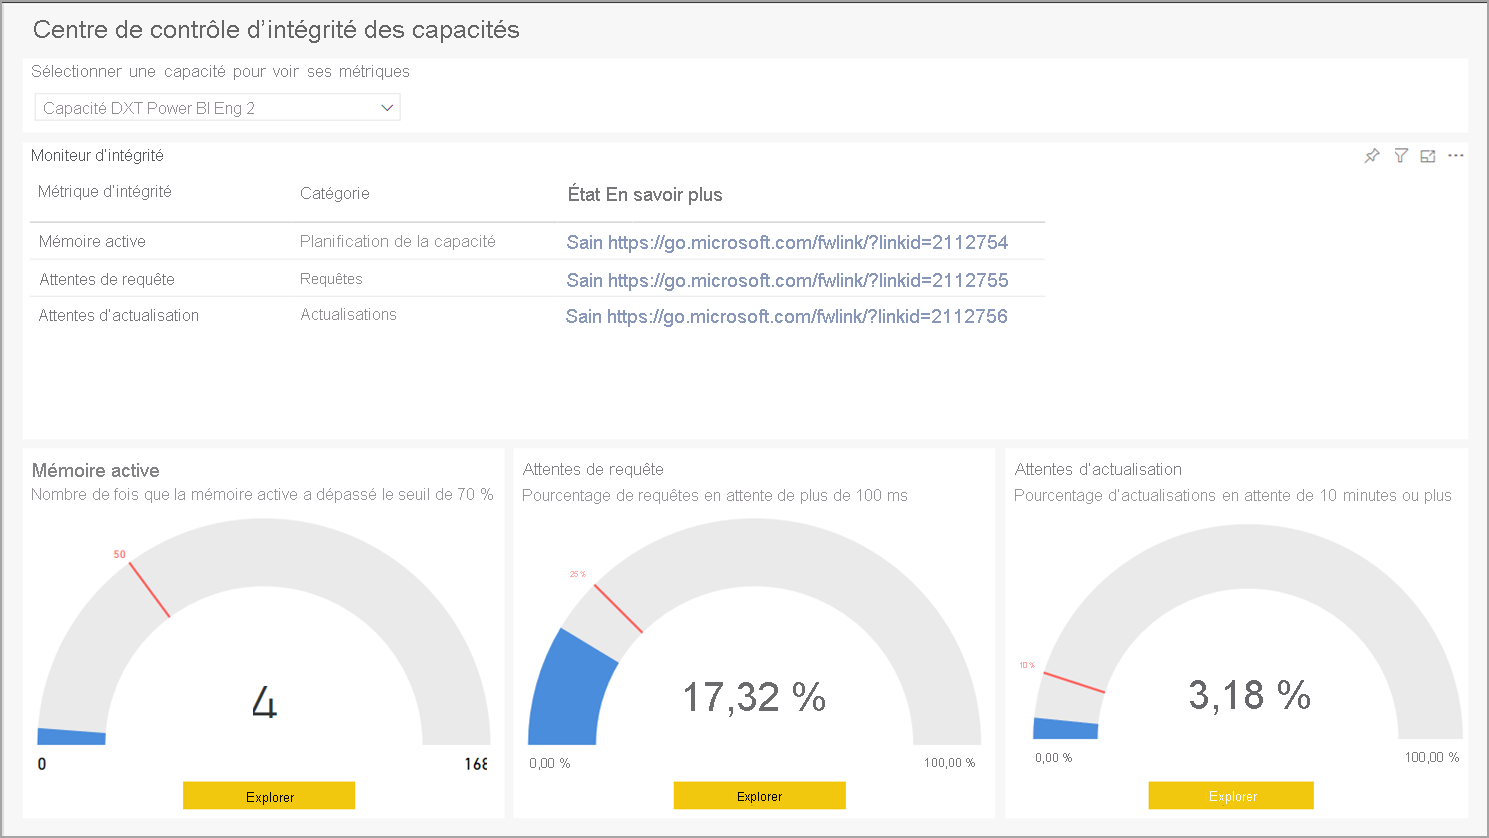 Centre de contrôle d'intégrité des capacités
Sélectionner une capacité pour voir ses métriques
Capacité DXT Power BI Eng 2
Moniteur d'intégrité
Métrique d'intégrité Catégorie État En savoir plus
Mémoire active Planification de la capacité Sain https://go.microsoft.com/fwlink/?linkid=2112754
Attentes de requête Requêtes Sain https://go.microsoft.com/fwlink/?linkid=2112755
Attentes d'actualisation Actualisations Sain https://go.microsoft.com/fwlink/?linkid=2112756
Mémoire active
Nombre de fois que la mémoire active a dépassé le seuil de 70 %
50
4
0 168
Explorer
Attentes de requête
Pourcentage de requêtes en attente de plus de 100 ms
25 %
17,32 %
0,00 % 100,00 %
Explorer
Attentes d'actualisation
Pourcentage d'actualisations en attente de 10 minutes ou plus
10 %
3,18 %
0,00 % 100,00 %
Explorer